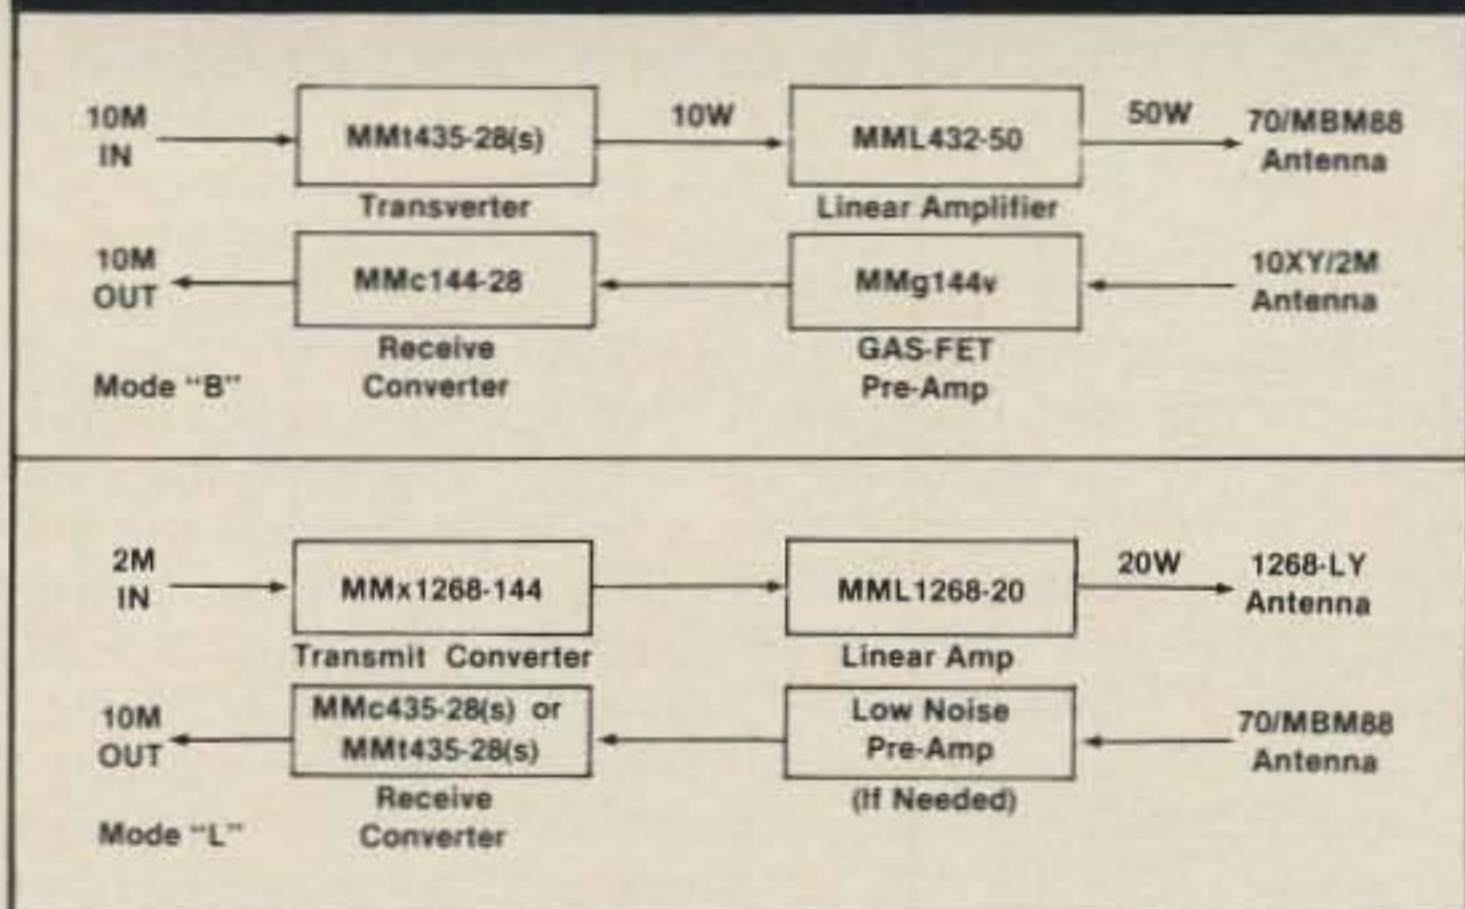 10M
IN
MMt435-28(s)
Transverter
10W
MML432-50
Linear Amplifier
50W
70/MBM88
Antenna
10M
OUT
MMc144-28
Receive
Converter
MMg144v
GAS-FET
Pre-Amp
10XY/2M
Antenna
Mode "B"
2M
IN
MMx1268-144
Transmit Converter
MML1268-20
Linear Amp
20W
1268-LY
Antenna
10M
OUT
MMc435-28(s) or
MMt435-28(s)
Receive
Converter
Low Noise
Pre-Amp
(If Needed)
70/MBM88
Antenna
Mode "L"